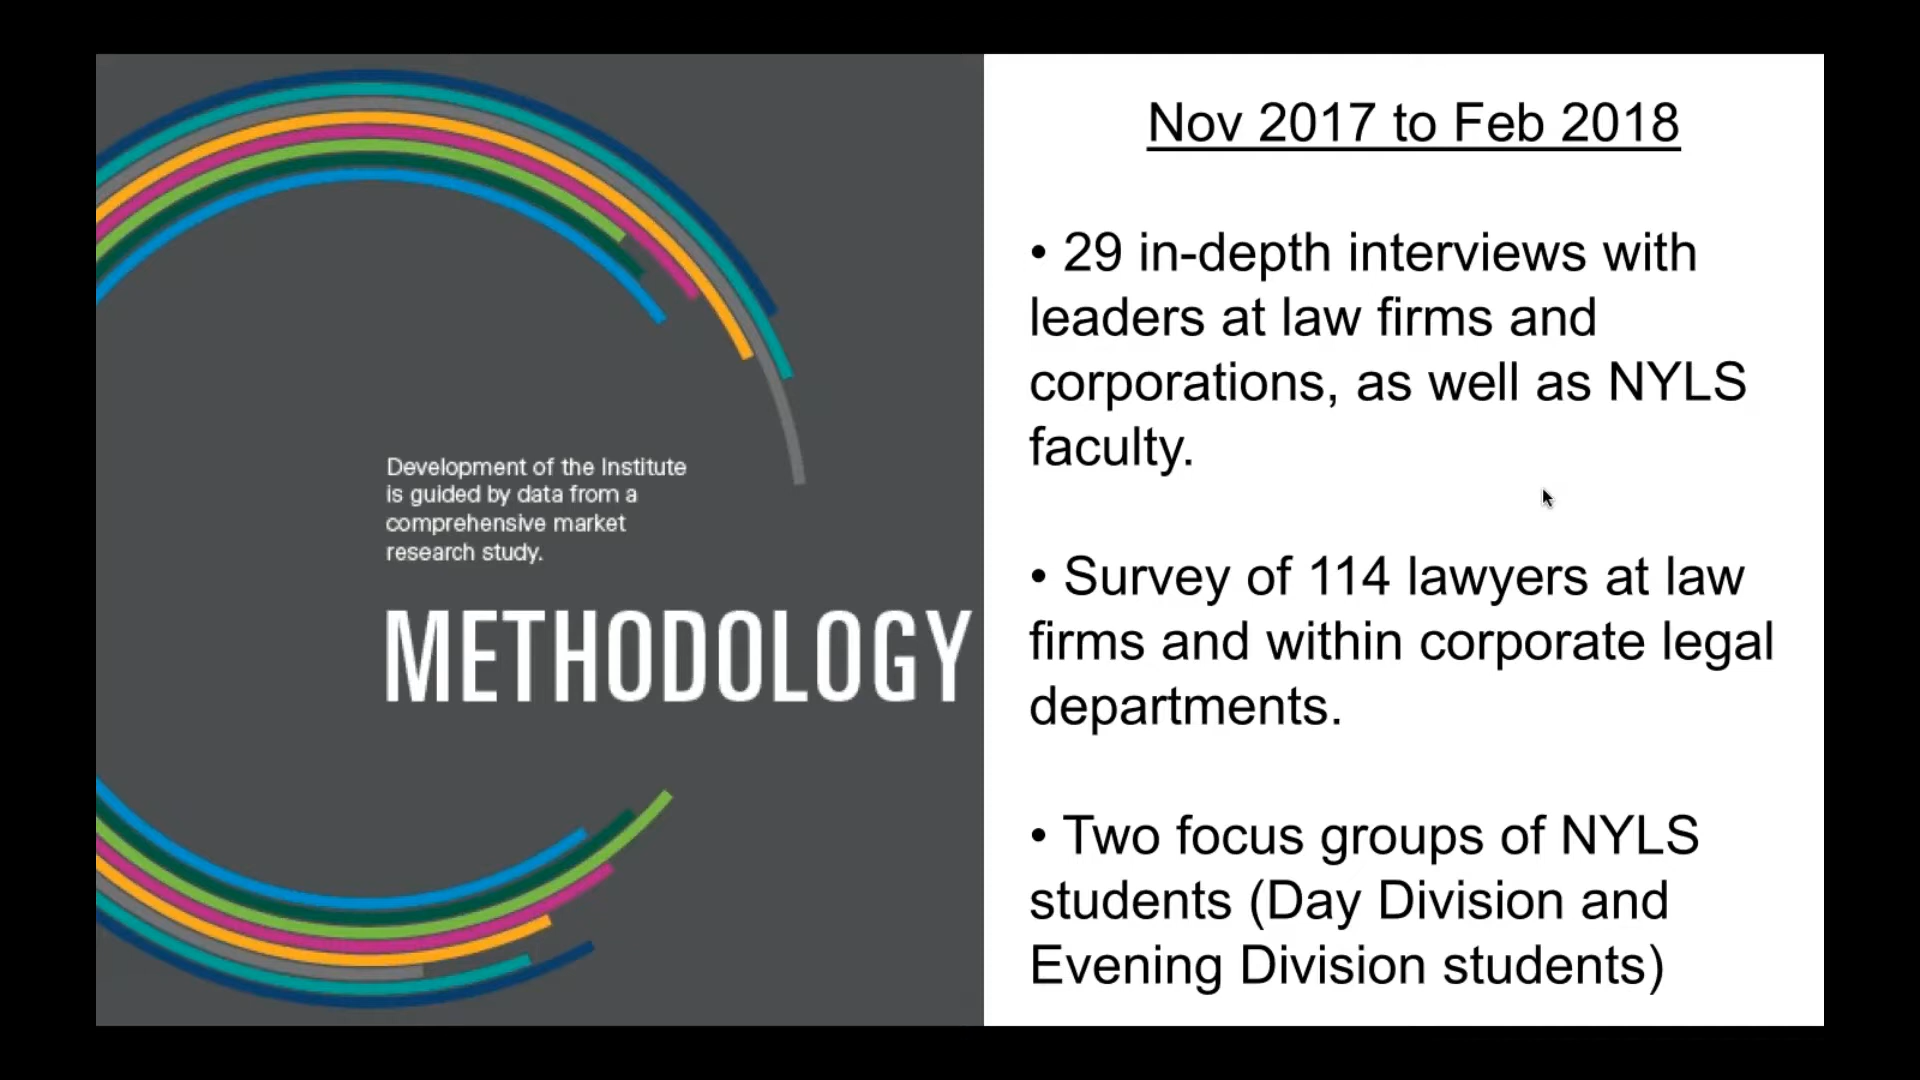 Development of the Institute
is guided by data from a
comprehensive market
research study.
METHODOLOGY
Nov 2017 to Feb 2018
• 29 in-depth interviews with
leaders at law firms and
corporations, as well as NYLS
faculty.
• Survey of 114 lawyers at law
firms and within corporate legal
departments.
• Two focus groups of NYLS
students (Day Division and
Evening Division students)